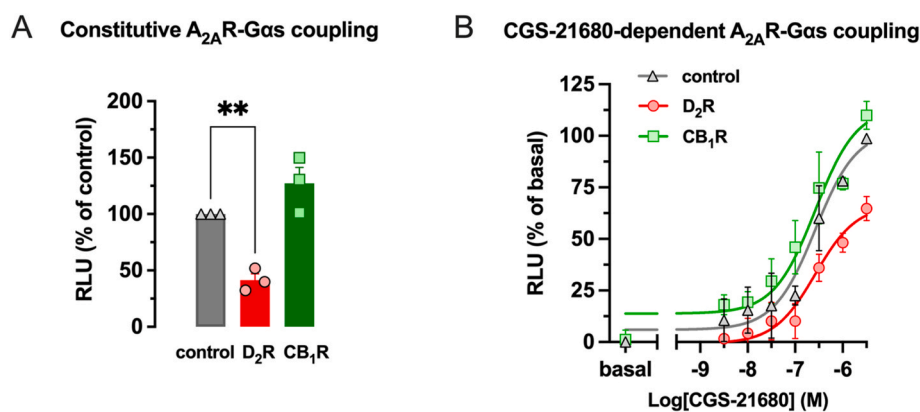 A Constitutive A₂ₐR-Gαs coupling
RLU (% of control)
200
150
100
50
0
**
control D₂R CB₁R
B CGS-21680-dependent A₂ₐR-Gαs coupling
RLU (% of basal)
125
100
75
50
25
0
control
D₂R
CB₁R
basal -9 -8 -7 -6
Log[CGS-21680] (M)